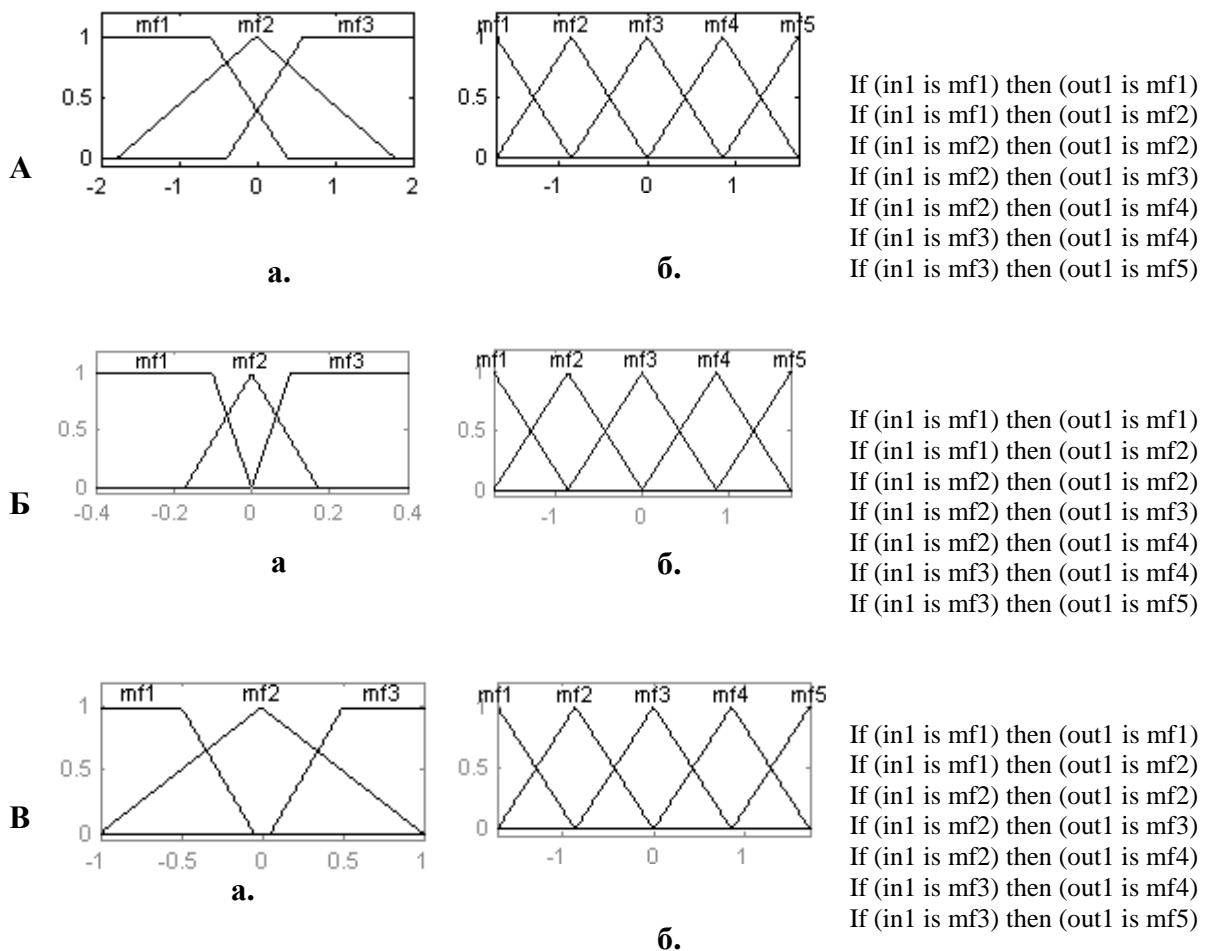 mf1 mf2 mf3
1
0.5
0
-2 -1 0 1 2
а.
mf1 mf2 mf3 mf4 mf5
1
0.5
0
-1 0 1
б.
А
If (in1 is mf1) then (out1 is mf1)
If (in1 is mf1) then (out1 is mf2)
If (in1 is mf2) then (out1 is mf2)
If (in1 is mf2) then (out1 is mf3)
If (in1 is mf2) then (out1 is mf4)
If (in1 is mf3) then (out1 is mf4)
If (in1 is mf3) then (out1 is mf5)
mf1 mf2 mf3
1
0.5
0
-0.4 -0.2 0 0.2 0.4
а
mf1 mf2 mf3 mf4 mf5
1
0.5
0
-1 0 1
б.
Б
If (in1 is mf1) then (out1 is mf1)
If (in1 is mf1) then (out1 is mf2)
If (in1 is mf2) then (out1 is mf2)
If (in1 is mf2) then (out1 is mf3)
If (in1 is mf2) then (out1 is mf4)
If (in1 is mf3) then (out1 is mf4)
If (in1 is mf3) then (out1 is mf5)
mf1 mf2 mf3
1
0.5
0
-1 -0.5 0 0.5 1
а.
mf1 mf2 mf3 mf4 mf5
1
0.5
0
-1 0 1
б.
В
If (in1 is mf1) then (out1 is mf1)
If (in1 is mf1) then (out1 is mf2)
If (in1 is mf2) then (out1 is mf2)
If (in1 is mf2) then (out1 is mf3)
If (in1 is mf2) then (out1 is mf4)
If (in1 is mf3) then (out1 is mf4)
If (in1 is mf3) then (out1 is mf5)